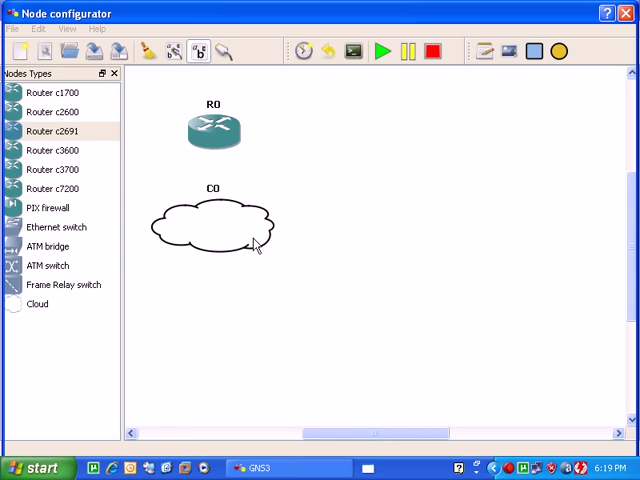 Node configurator
File Edit View Help
Nodes Types
Router c1700
Router c2600
Router c2691
Router c3600
Router c3700
Router c7200
PIX firewall
Ethernet switch
ATM bridge
ATM switch
Frame Relay switch
Cloud
R0
C0
start
GNS3
6:19 PM